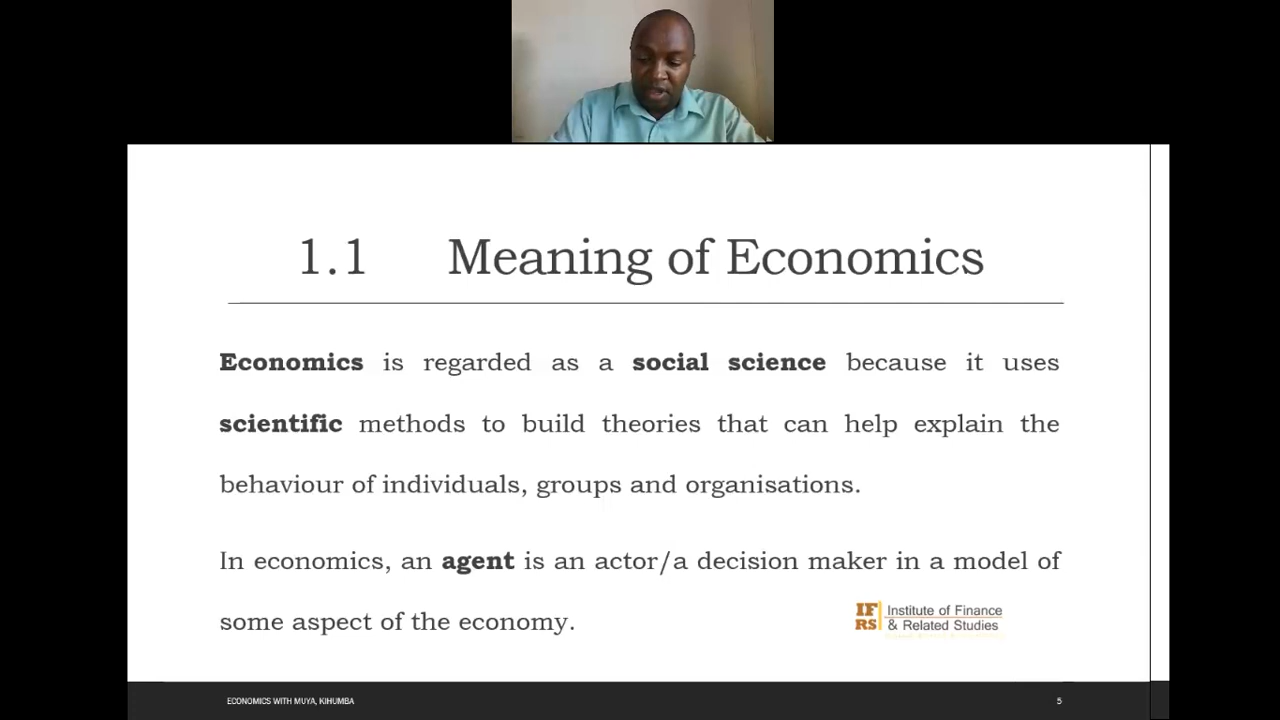 1.1 Meaning of Economics
Economics is regarded as a social science because it uses
scientific methods to build theories that can help explain the
behaviour of individuals, groups and organisations.
In economics, an agent is an actor/a decision maker in a model of
some aspect of the economy.
IF Institute of Finance
RS & Related Studies
ECONOMICS WITH MUYA, KIHUMBA 5